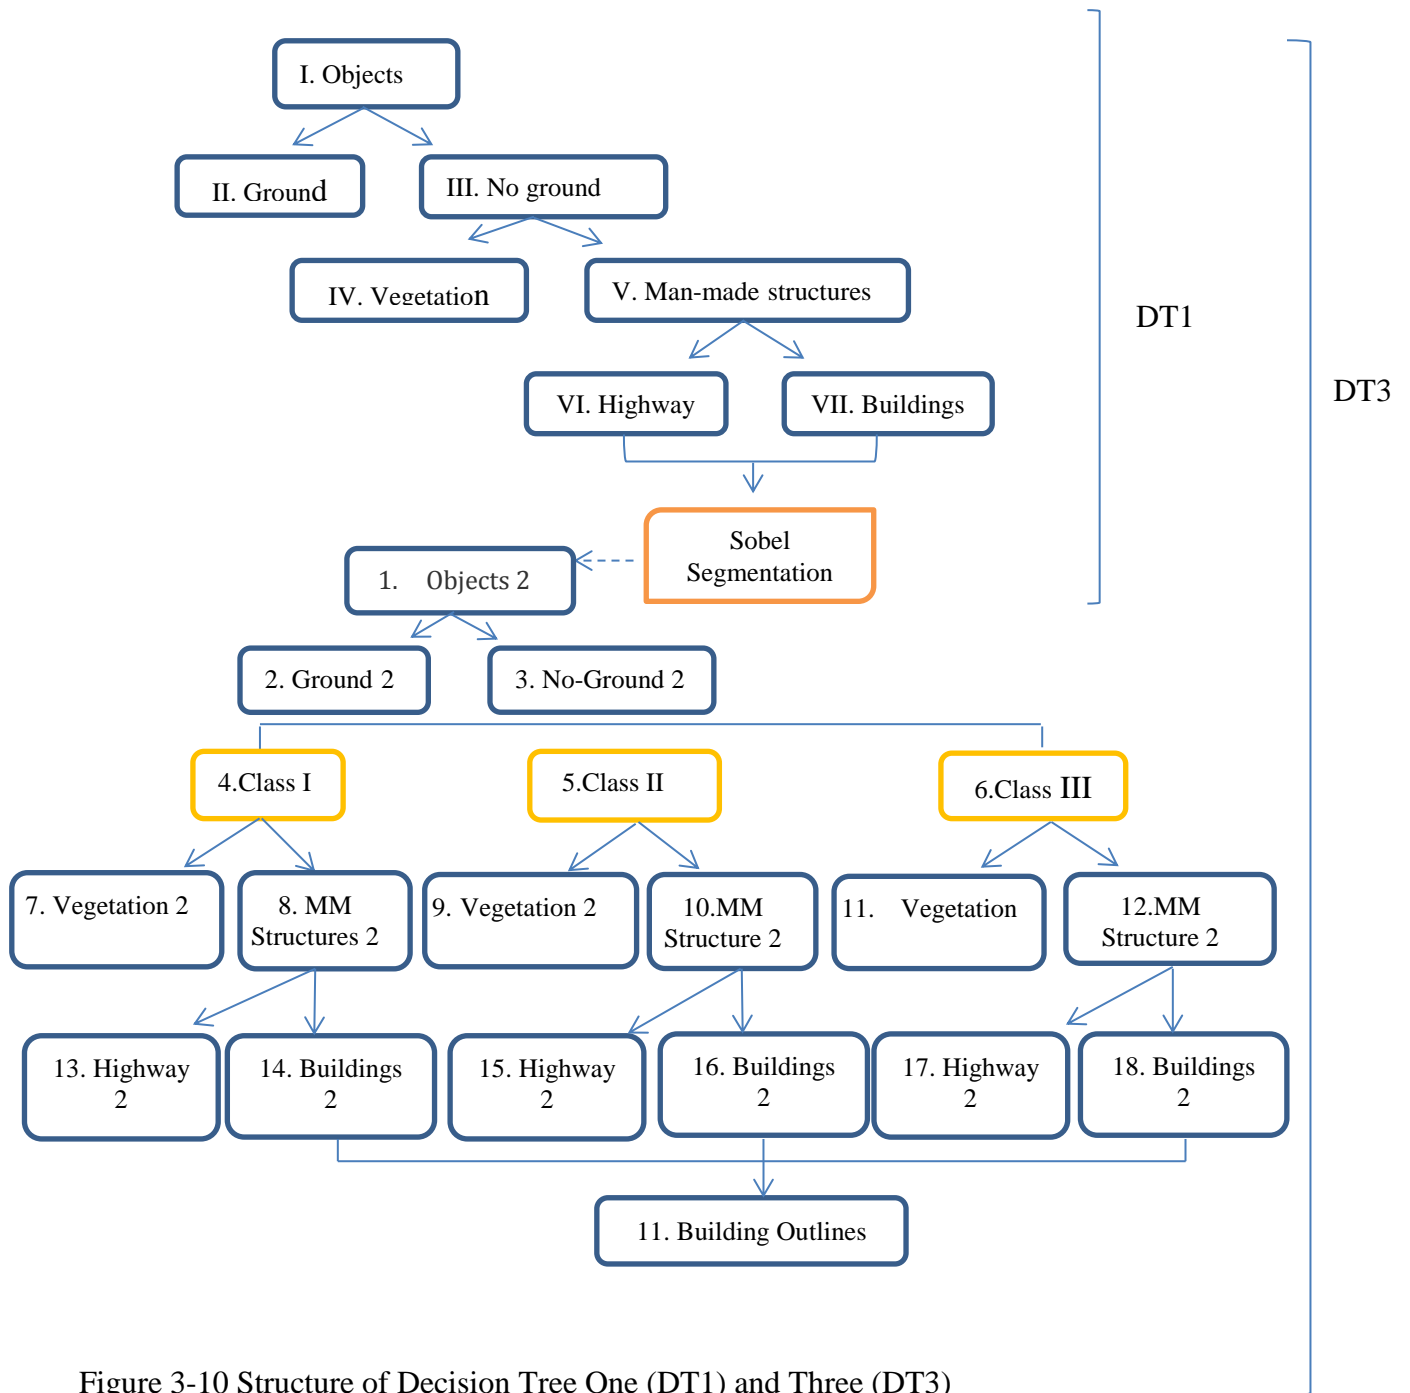 I. Objects
II. Ground
III. No ground
IV. Vegetation
V. Man-made structures
DT1
VI. Highway
VII. Buildings
DT3
Sobel
Segmentation
1. Objects 2
2. Ground 2
3. No-Ground 2
4.Class I
5.Class II
6.Class III
7. Vegetation 2
8. MM
Structures 2
9. Vegetation 2
10.MM
Structure 2
11. Vegetation
12.MM
Structure 2
13. Highway
2
14. Buildings
2
15. Highway
2
16. Buildings
2
17. Highway
2
18. Buildings
2
11. Building Outlines
Figure 3-10 Structure of Decision Tree One (DT1) and Three (DT3)